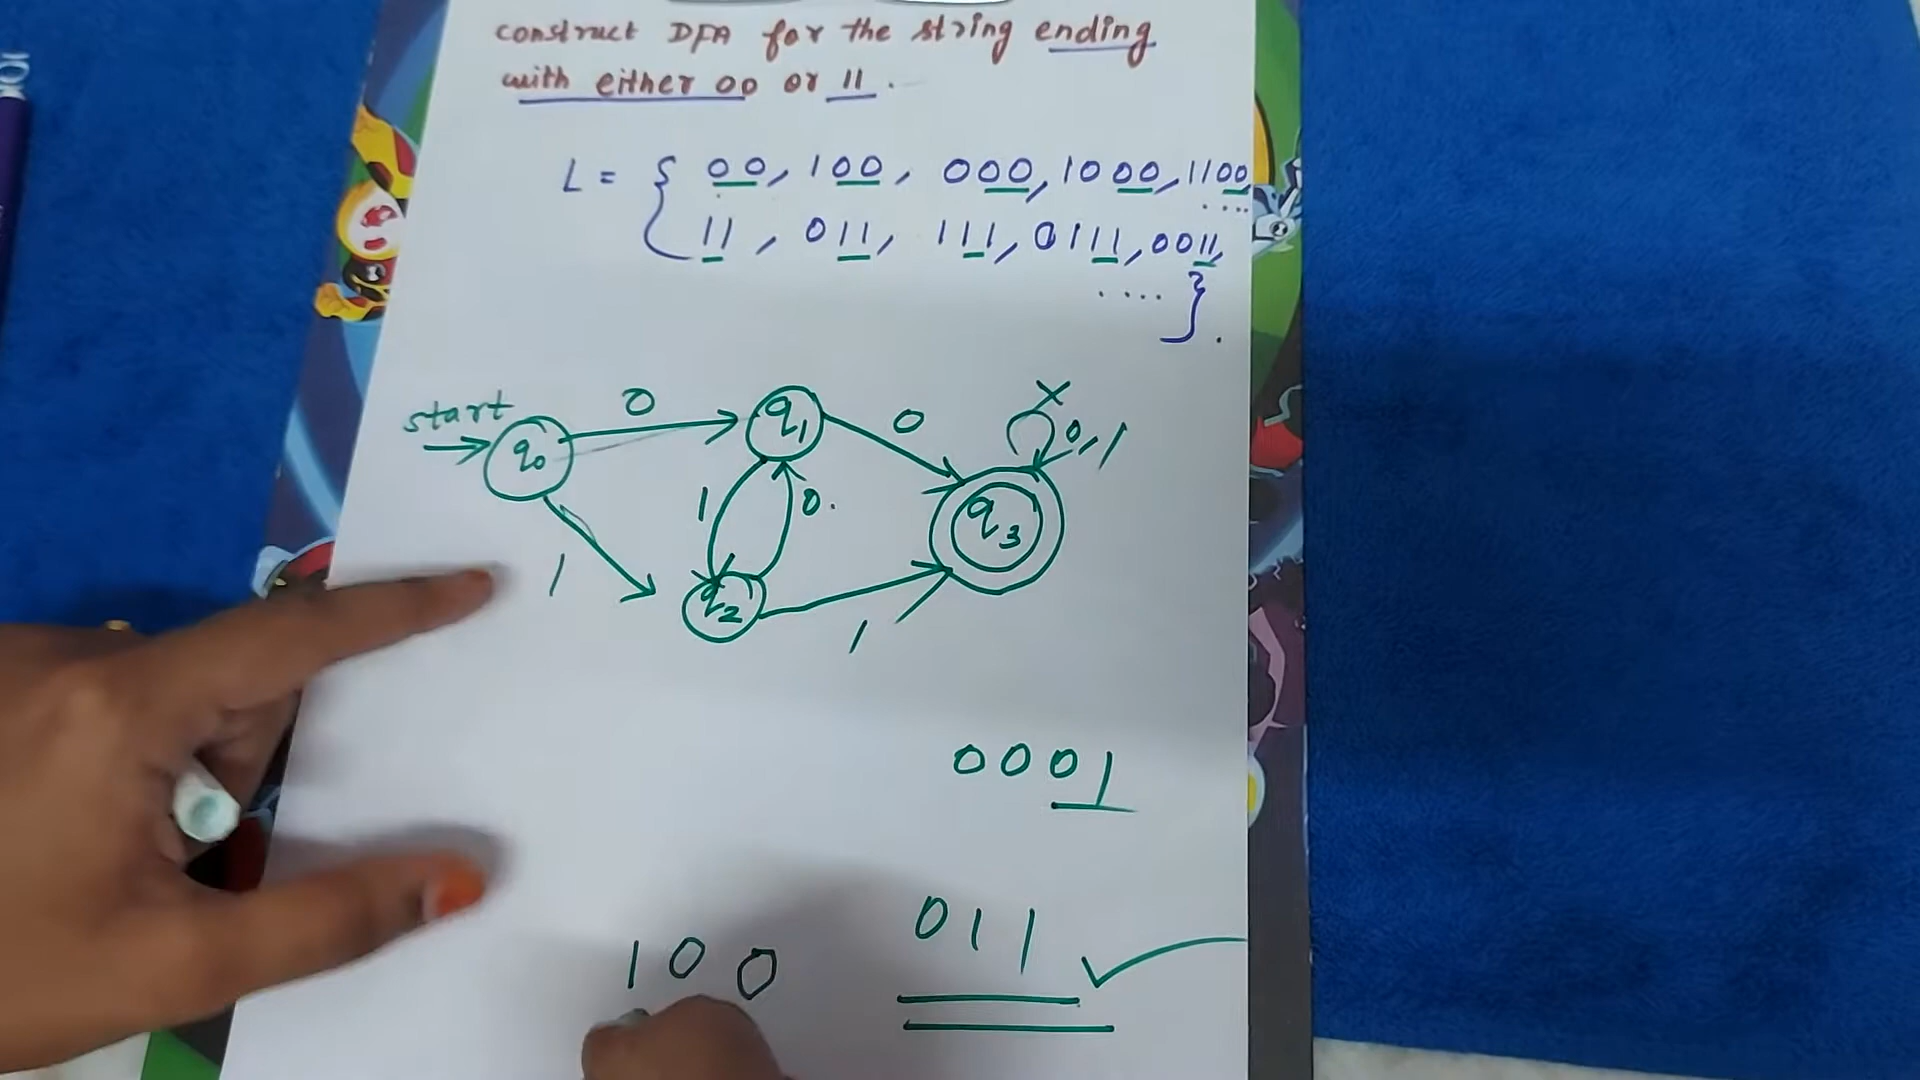 construct DFA for the string ending
with either 00 or 11.
L = { 00, 100, 000, 1000, 1100
....
11, 011, 111, 0111, 0011,
.... }.
start
0
q0
q1
0
x
0,1
1
0.
q3
1
q2
1
0001
011
100